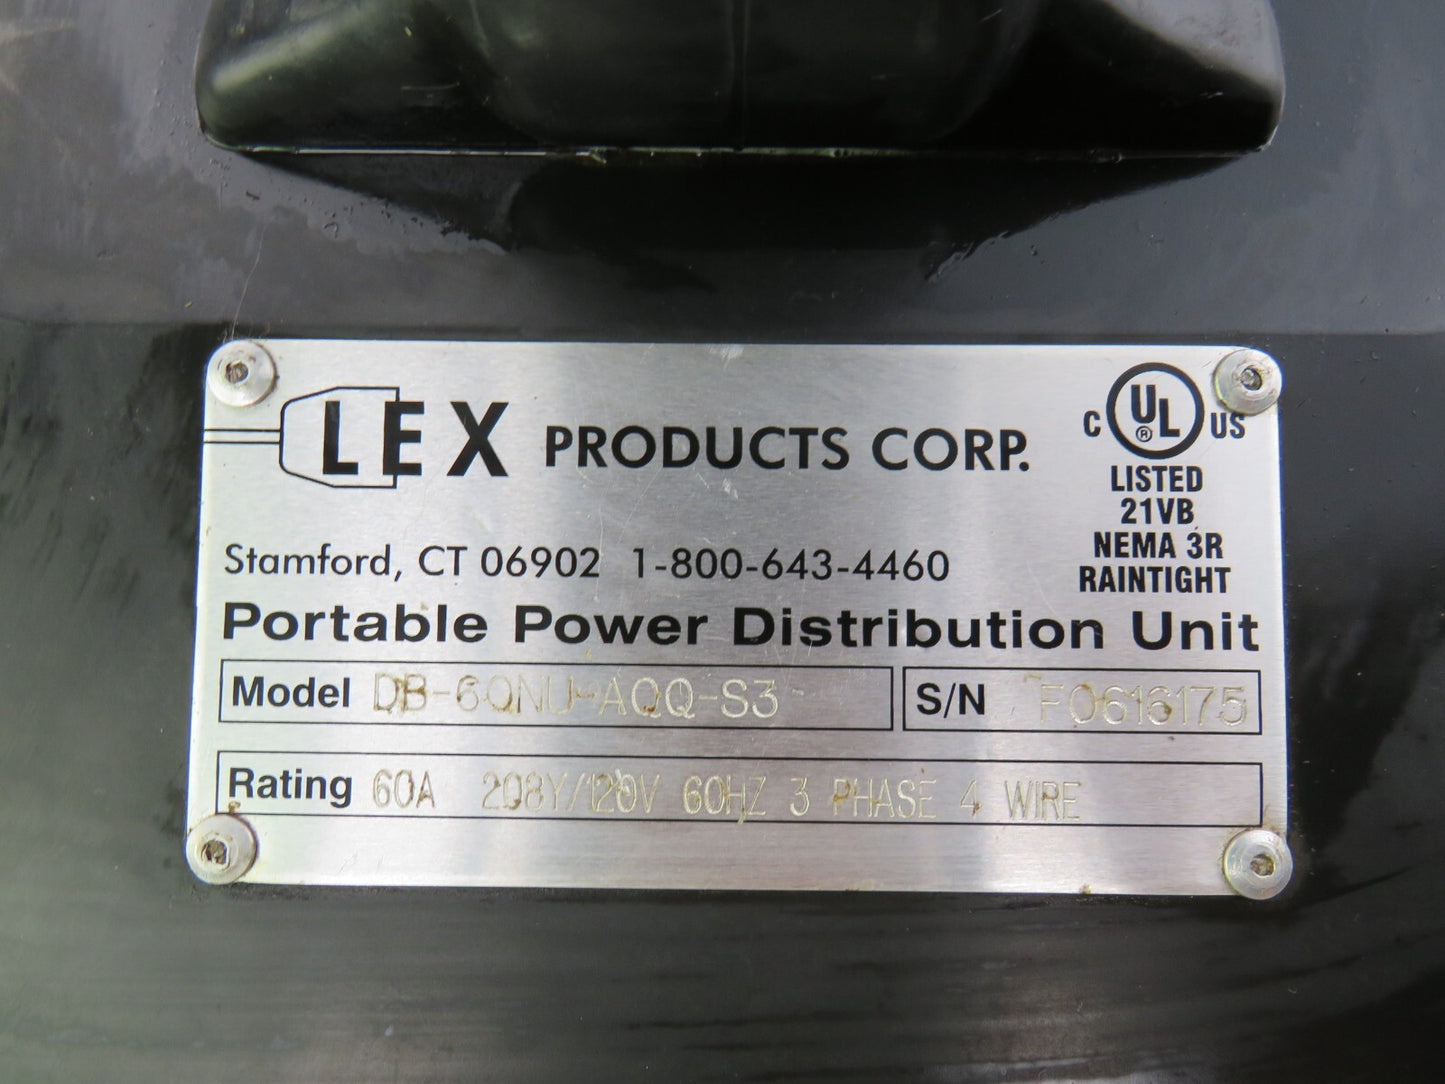 LEX PRODUCTS CORP.
C UL® US
LISTED
21VB
NEMA 3R
RAINTIGHT
Stamford, CT 06902 1-800-643-4460
Portable Power Distribution Unit
Model DB-60NU-AQQ-S3
S/N F0616175
Rating 60A 208Y/120V 60HZ 3 PHASE 4 WIRE